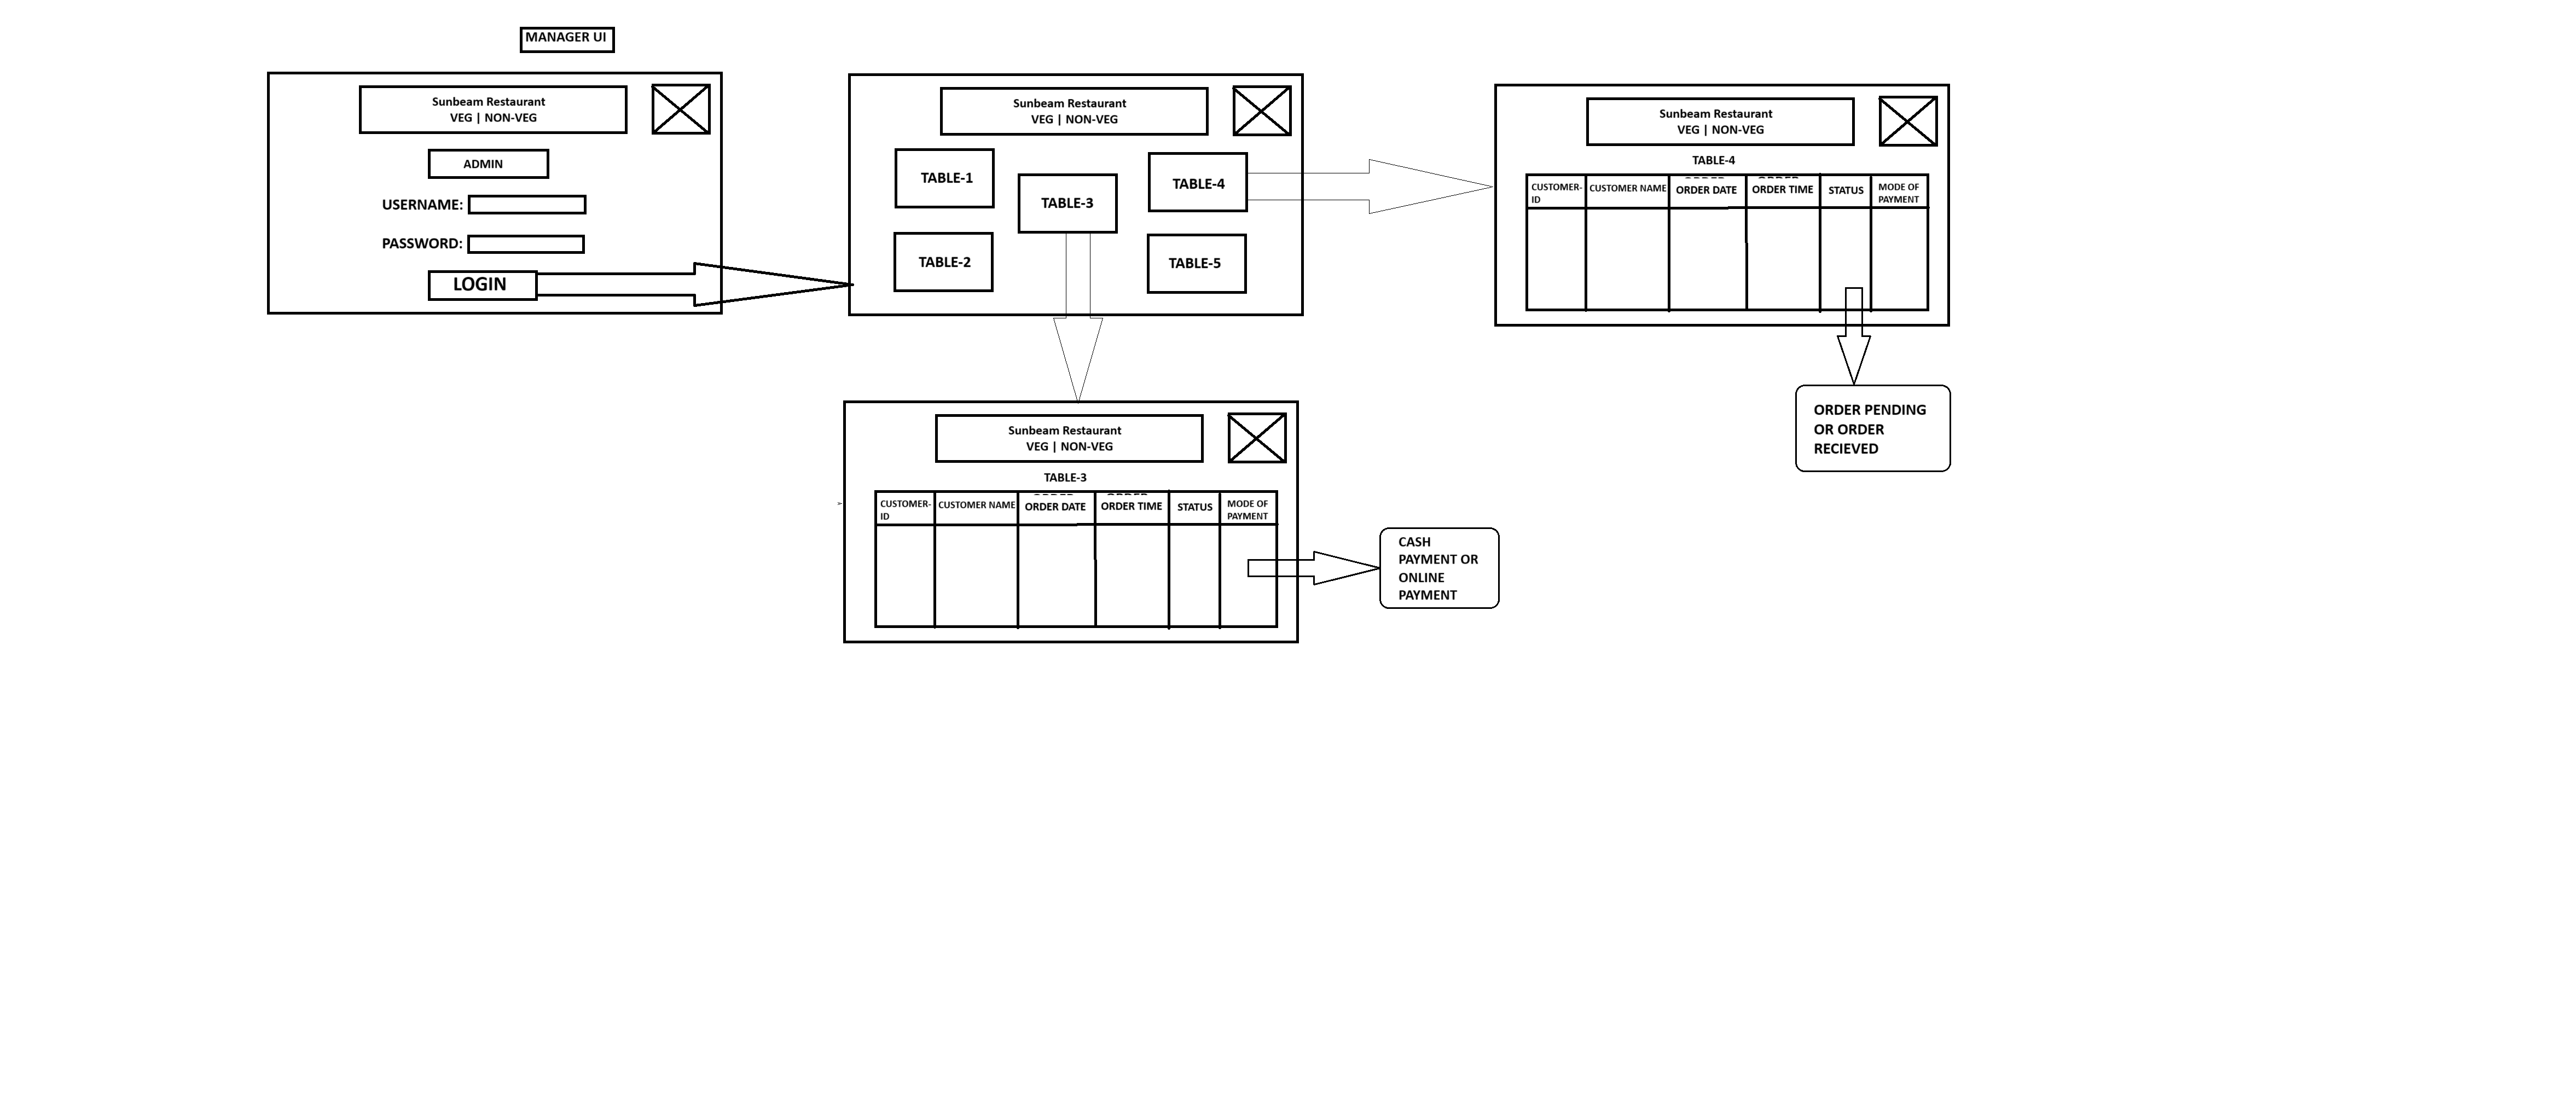 MANAGER UI
Sunbeam Restaurant
VEG | NON-VEG
ADMIN
USERNAME:
PASSWORD:
LOGIN
Sunbeam Restaurant
VEG | NON-VEG
TABLE-1
TABLE-2
TABLE-3
TABLE-4
TABLE-5
Sunbeam Restaurant
VEG | NON-VEG
TABLE-4
CUSTOMER-
ID
CUSTOMER NAME
ORDER DATE
ORDER TIME
STATUS
MODE OF
PAYMENT
ORDER PENDING
OR ORDER
RECIEVED
Sunbeam Restaurant
VEG | NON-VEG
TABLE-3
CUSTOMER-
ID
CUSTOMER NAME
ORDER DATE
ORDER TIME
STATUS
MODE OF
PAYMENT
CASH
PAYMENT OR
ONLINE
PAYMENT